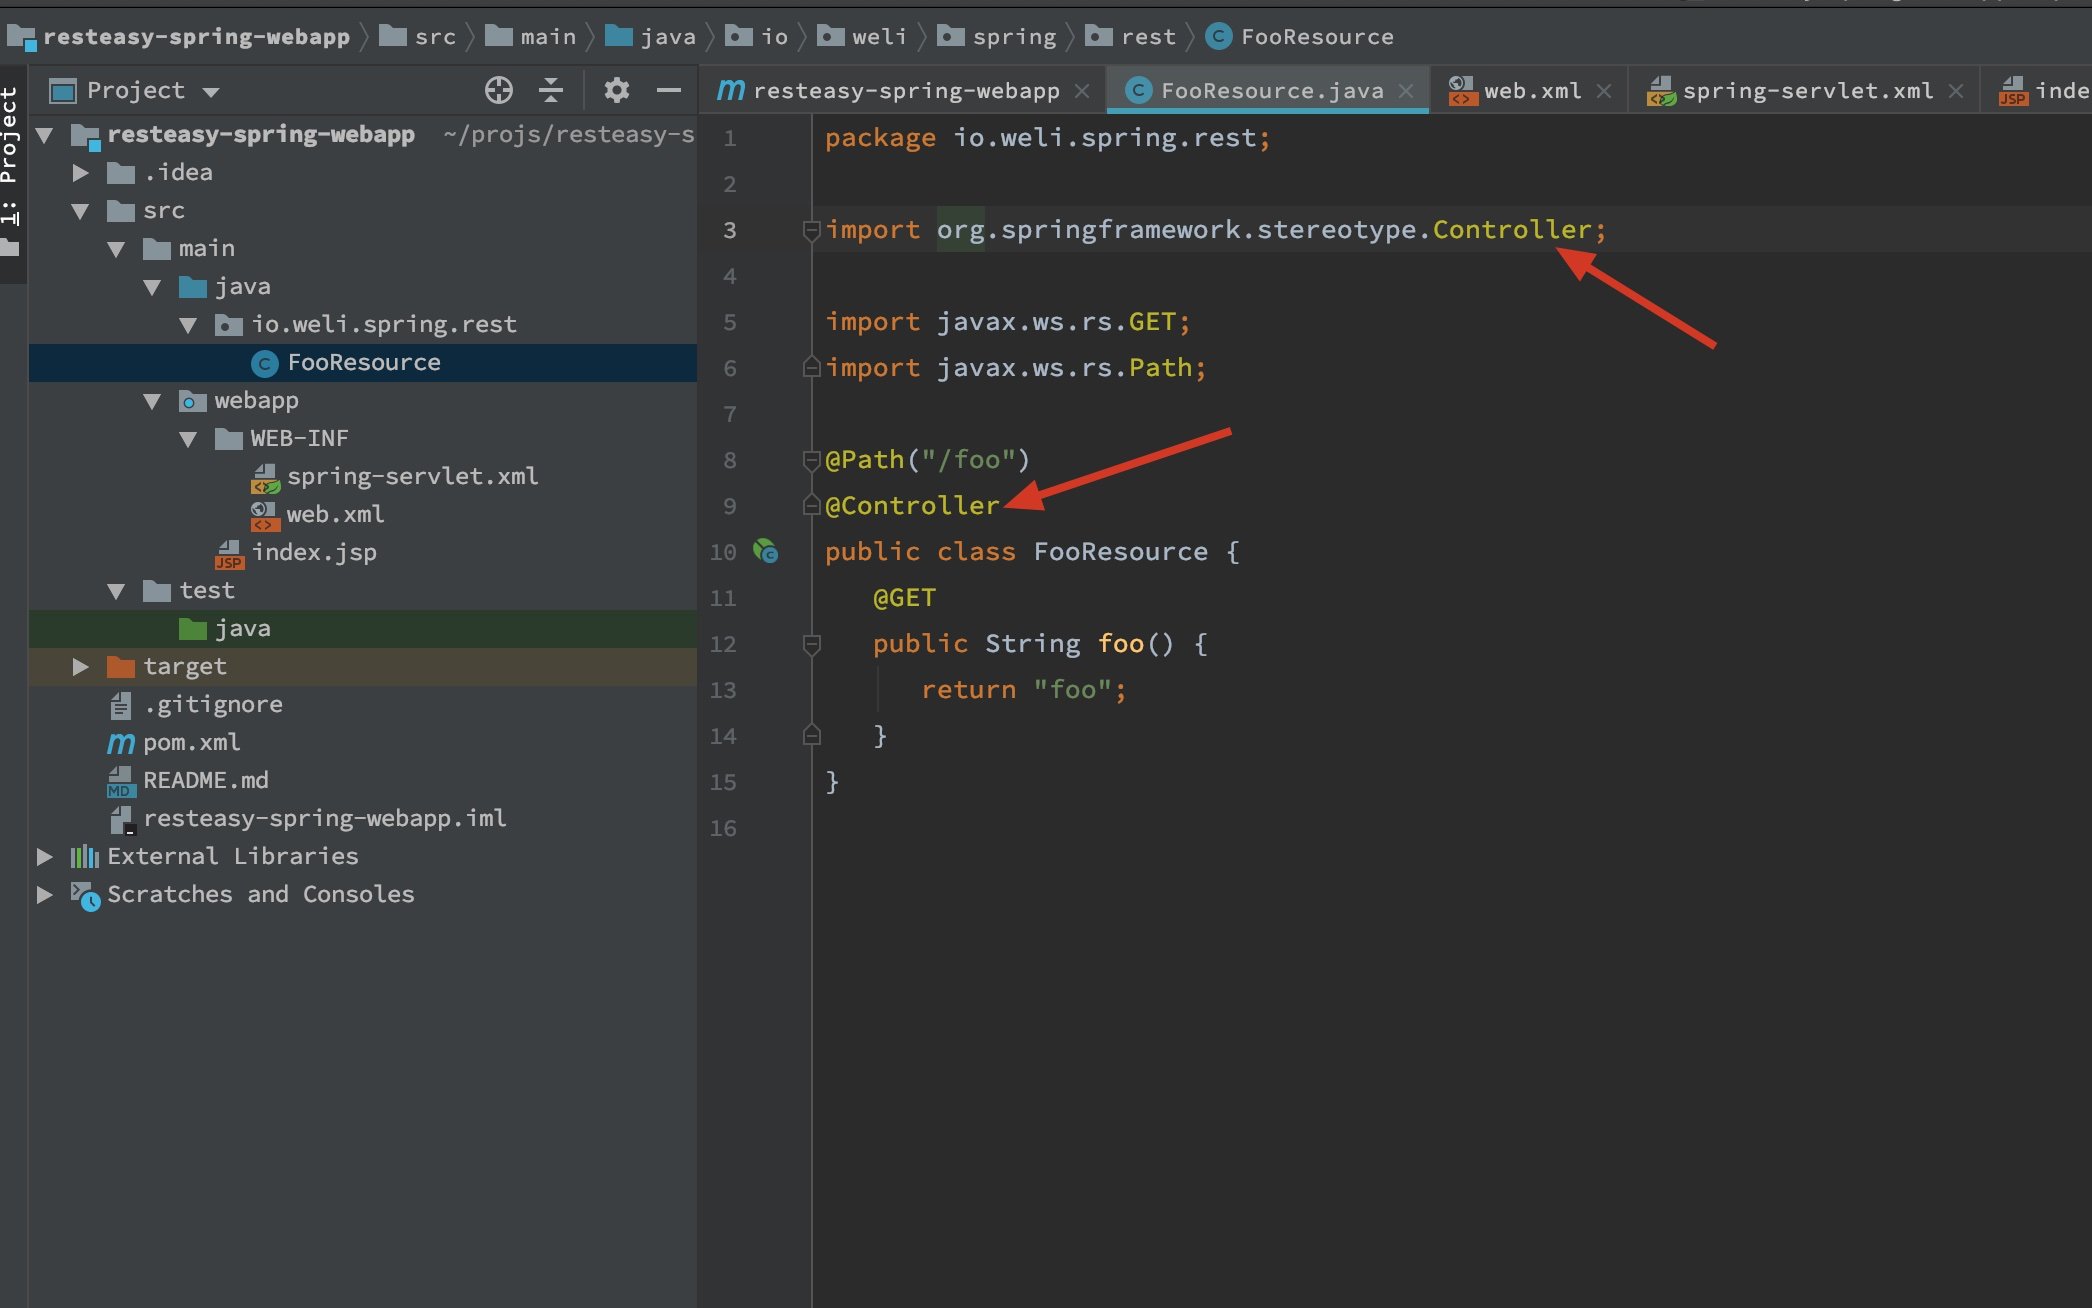 resteasy-spring-webapp src main java io weli spring rest FooResource
1: Project
Project
resteasy-spring-webapp ~/projs/resteasy-s
.idea
src
main
java
io.weli.spring.rest
FooResource
webapp
WEB-INF
spring-servlet.xml
web.xml
index.jsp
test
java
target
.gitignore
pom.xml
README.md
resteasy-spring-webapp.iml
External Libraries
Scratches and Consoles
resteasy-spring-webapp FooResource.java web.xml spring-servlet.xml inde
1 package io.weli.spring.rest;
2
3 import org.springframework.stereotype.Controller;
4
5 import javax.ws.rs.GET;
6 import javax.ws.rs.Path;
7
8 @Path("/foo")
9 @Controller
10 public class FooResource {
11 @GET
12 public String foo() {
13 return "foo";
14 }
15 }
16